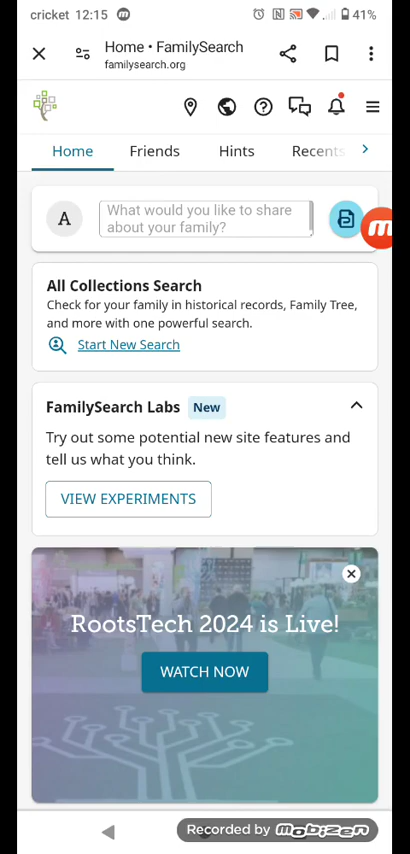 cricket 12:15 41%
Home • FamilySearch
familysearch.org
Home Friends Hints Recents
A
What would you like to share
about your family?
All Collections Search
Check for your family in historical records, Family Tree,
and more with one powerful search.
Start New Search
FamilySearch Labs New
Try out some potential new site features and
tell us what you think.
VIEW EXPERIMENTS
RootsTech 2024 is Live!
WATCH NOW
Recorded by mobizen